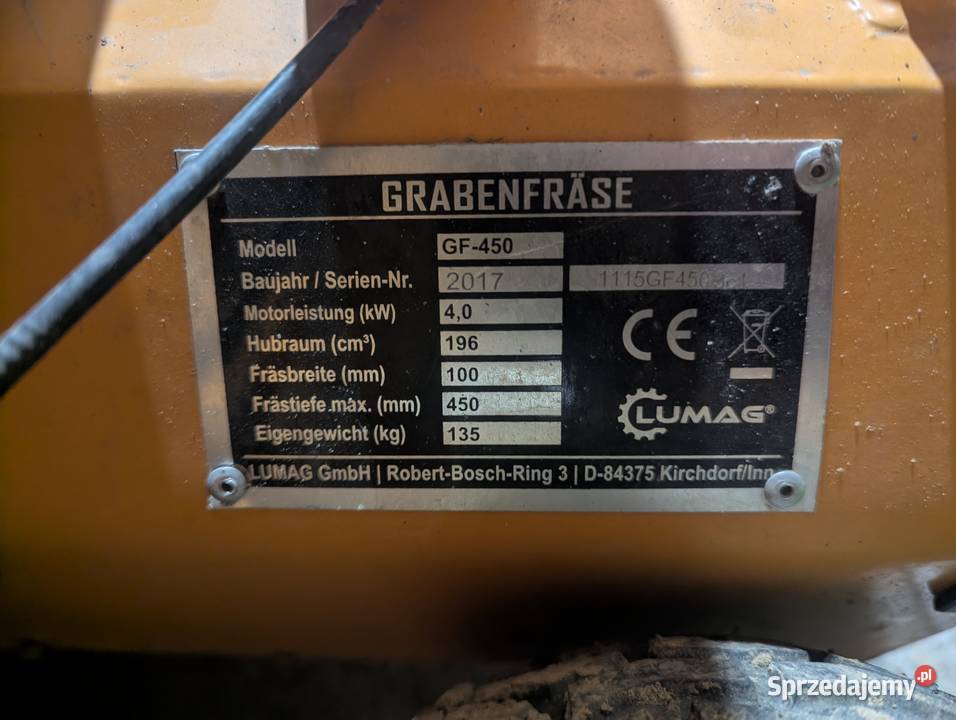 GRABENFRÄSE
Modell GF-450
Baujahr / Serien-Nr. 2017
Motorleistung (kW) 4,0
Hubraum (cm³) 196
Fräsbreite (mm) 100
Frästiefe max. (mm) 450
Eigengewicht (kg) 135
CE
LUMAG®
LUMAG GmbH | Robert-Bosch-Ring 3 | D-84375 Kirchdorf/Inn
Sprzedajemy.pl